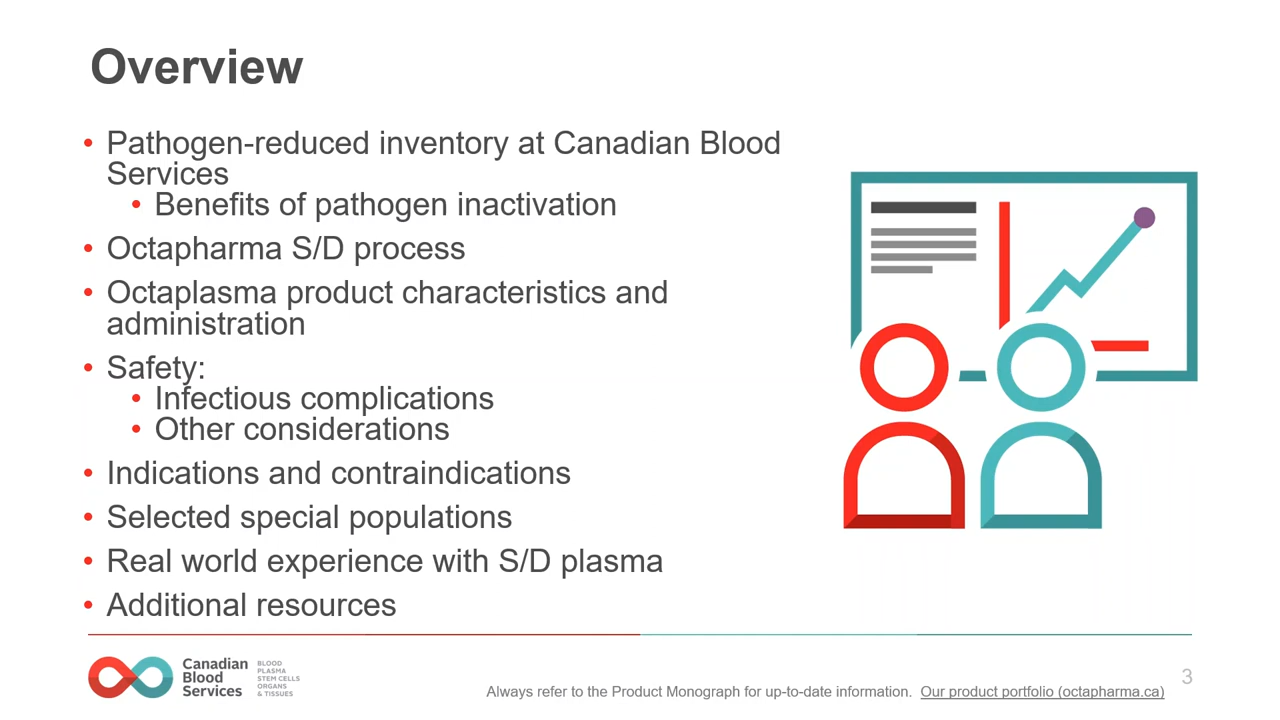 Overview
• Pathogen-reduced inventory at Canadian Blood
Services
• Benefits of pathogen inactivation
• Octapharma S/D process
• Octaplasma product characteristics and
administration
• Safety:
• Infectious complications
• Other considerations
• Indications and contraindications
• Selected special populations
• Real world experience with S/D plasma
• Additional resources
Canadian
Blood
Services
BLOOD
PLASMA
STEM CELLS
ORGANS
& TISSUES
Always refer to the Product Monograph for up-to-date information. Our product portfolio (octapharma.ca)
3